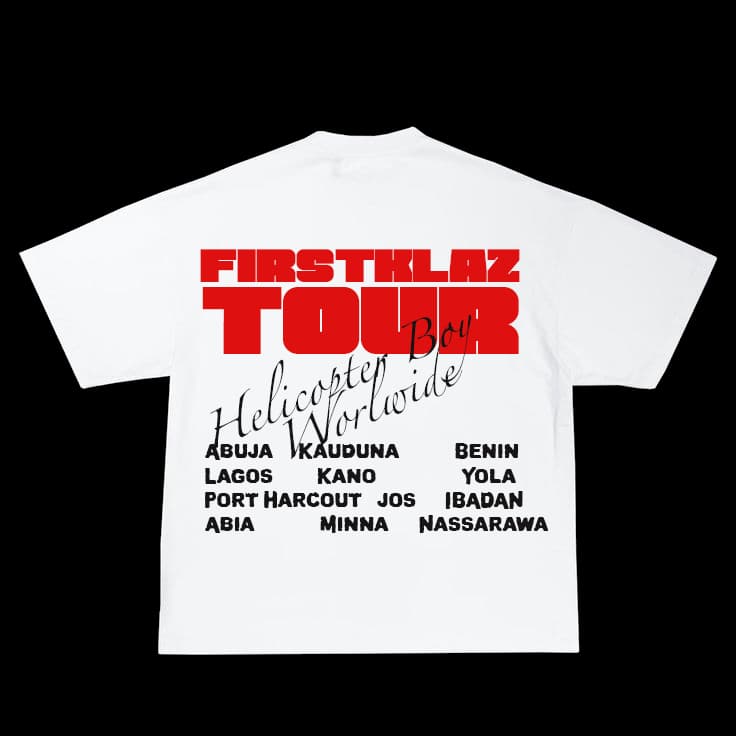 FIRSTKLAZ
TOUR
Helicopter Boy
Worlwide
ABUJA KAUDUNA BENIN
LAGOS KANO YOLA
PORT HARCOUT JOS IBADAN
ABIA MINNA NASSARAWA